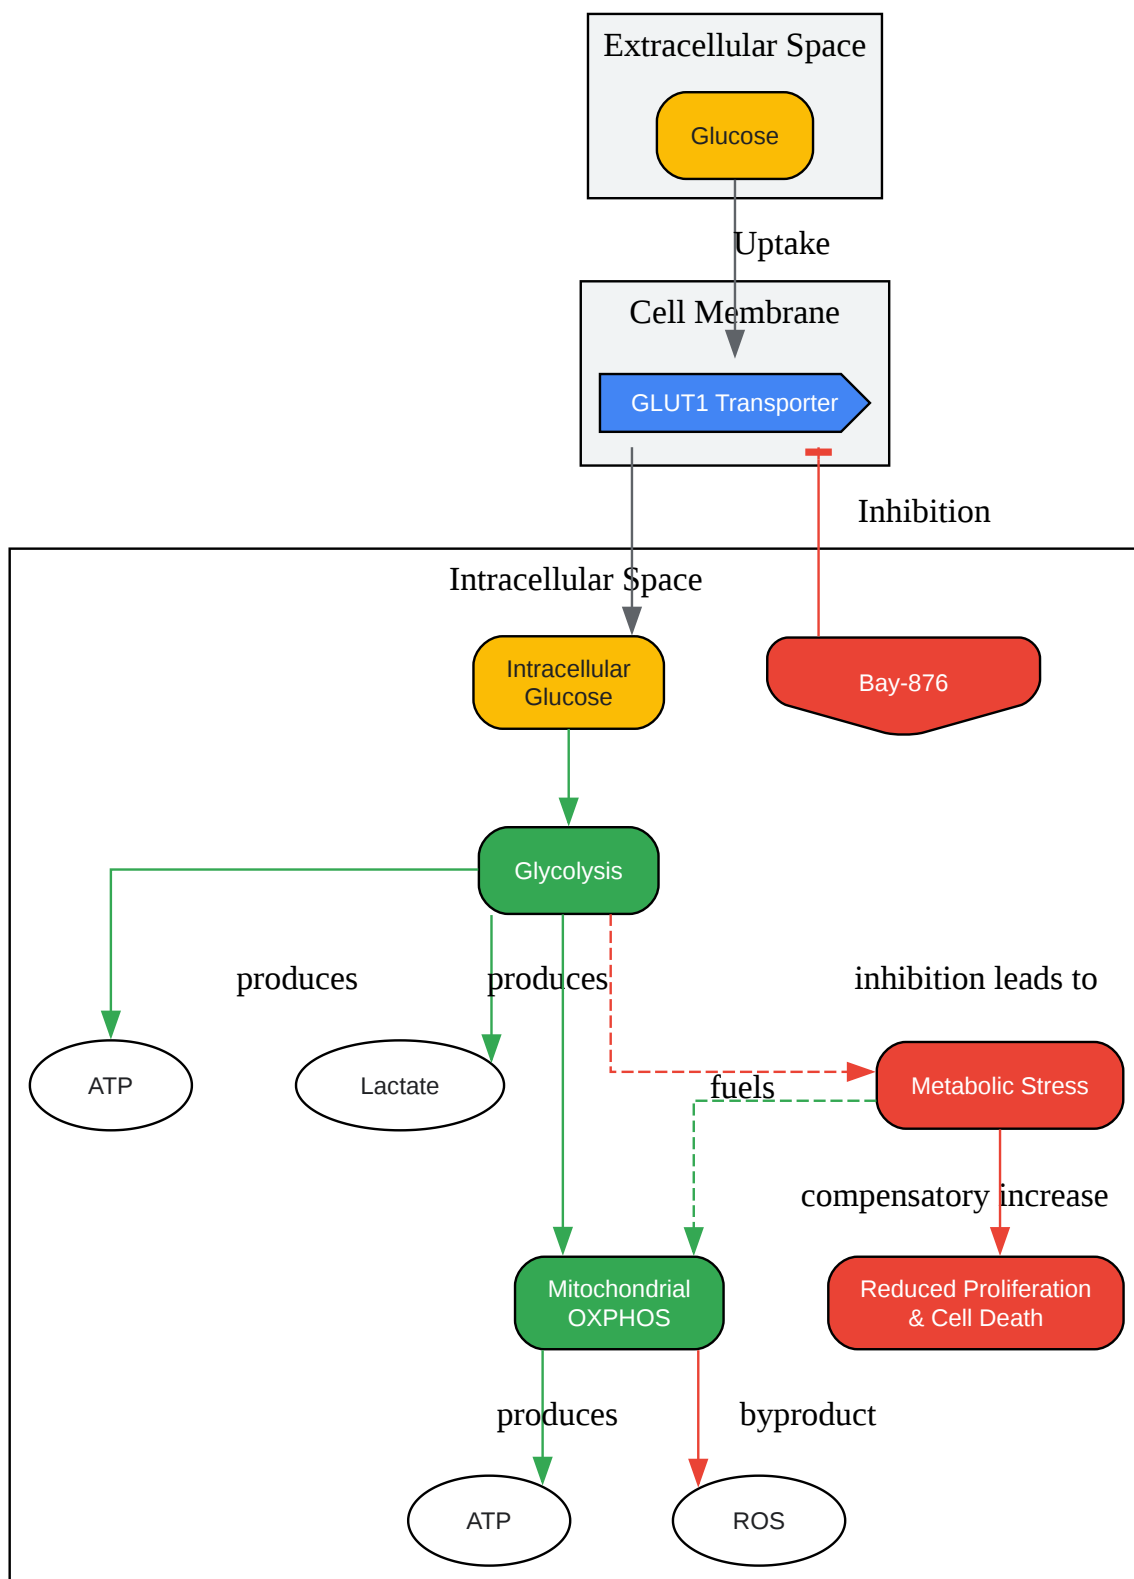 Extracellular Space
Glucose
Uptake
Cell Membrane
GLUT1 Transporter
Inhibition
Intracellular Space
Intracellular
Glucose
Bay-876
Glycolysis
produces
produces
inhibition leads to
ATP
Lactate
fuels
Metabolic Stress
compensatory increase
Mitochondrial
OXPHOS
Reduced Proliferation
& Cell Death
produces
byproduct
ATP
ROS